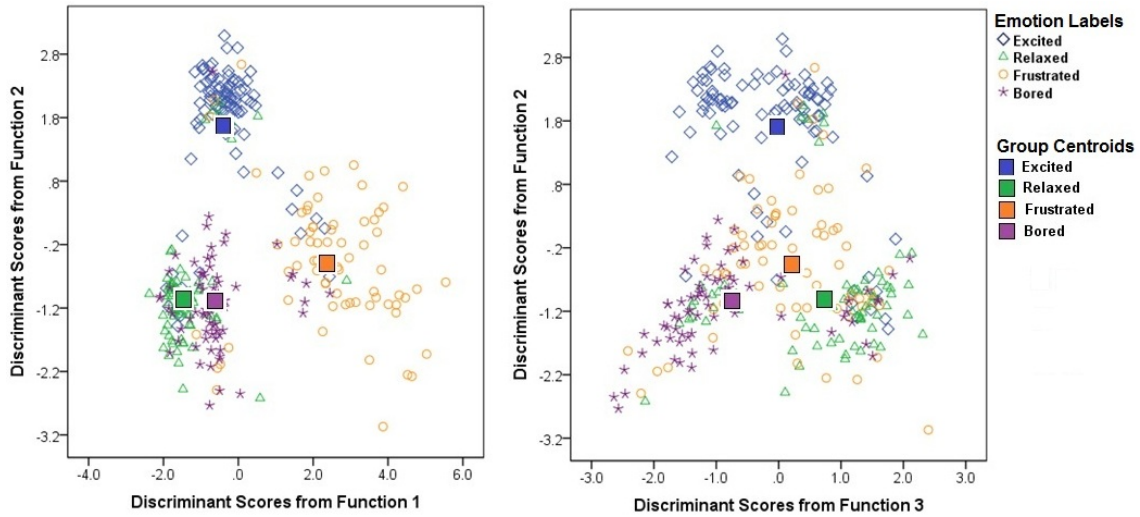 Discriminant Scores from Function 2
2.8
1.8
.8
-.2
-1.2
-2.2
-3.2
-4.0 -2.0 .0 2.0 4.0 6.0
Discriminant Scores from Function 1
Discriminant Scores from Function 2
2.8
1.8
.8
-.2
-1.2
-2.2
-3.2
-3.0 -2.0 -1.0 .0 1.0 2.0 3.0
Discriminant Scores from Function 3
Emotion Labels
Excited
Relaxed
Frustrated
Bored
Group Centroids
Excited
Relaxed
Frustrated
Bored